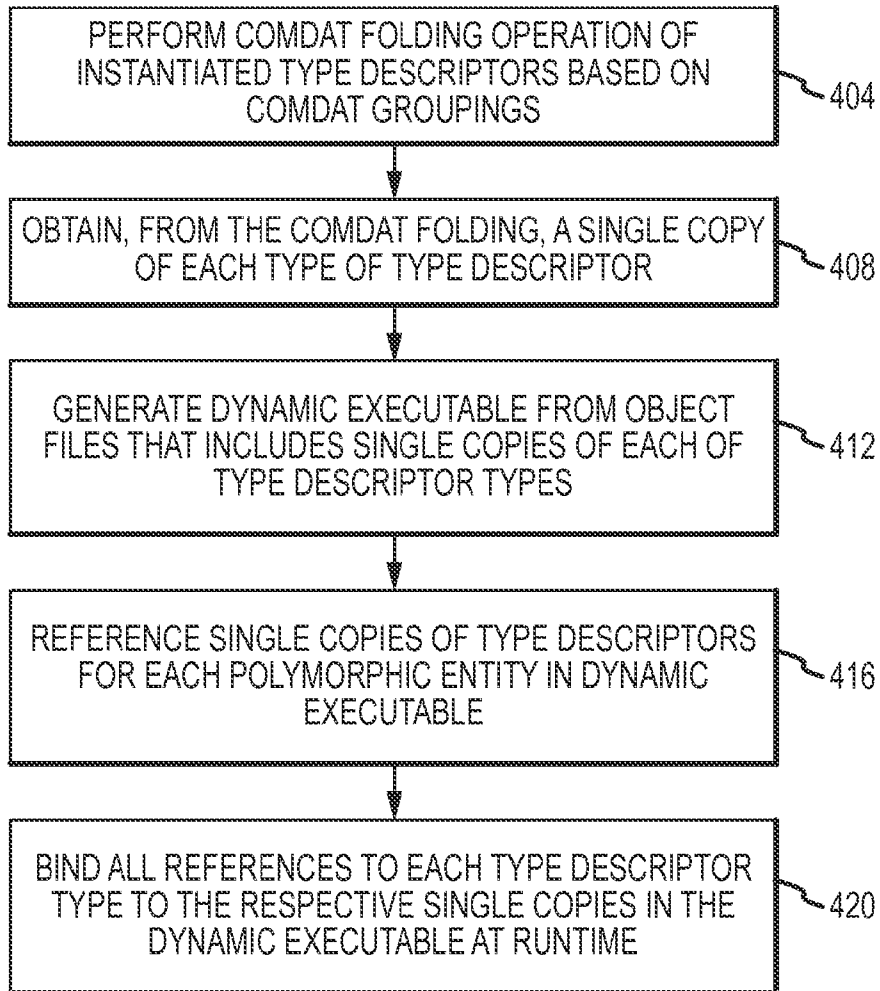 PERFORM COMDAT FOLDING OPERATION OF
INSTANTIATED TYPE DESCRIPTORS BASED ON
COMDAT GROUPINGS
404
OBTAIN, FROM THE COMDAT FOLDING, A SINGLE COPY
OF EACH TYPE OF TYPE DESCRIPTOR
408
GENERATE DYNAMIC EXECUTABLE FROM OBJECT
FILES THAT INCLUDES SINGLE COPIES OF EACH OF
TYPE DESCRIPTOR TYPES
412
REFERENCE SINGLE COPIES OF TYPE DESCRIPTORS
FOR EACH POLYMORPHIC ENTITY IN DYNAMIC
EXECUTABLE
416
BIND ALL REFERENCES TO EACH TYPE DESCRIPTOR
TYPE TO THE RESPECTIVE SINGLE COPIES IN THE
DYNAMIC EXECUTABLE AT RUNTIME
420